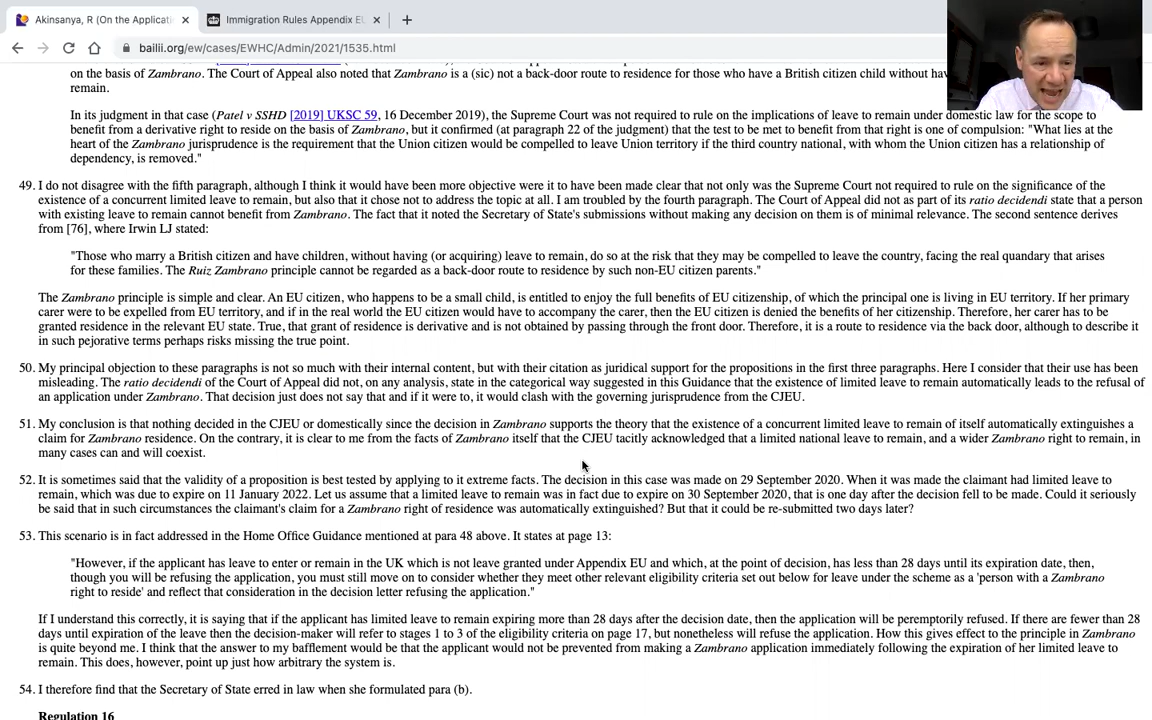 Akinsanya, R (On the Applicati
Immigration Rules Appendix EU
bailii.org/ew/cases/EWHC/Admin/2021/1535.html
on the basis of Zambrano. The Court of Appeal also noted that Zambrano is a (sic) not a back-door route to residence for those who have a British citizen child without hav
remain.
In its judgment in that case (Patel v SSHD [2019] UKSC 59, 16 December 2019), the Supreme Court was not required to rule on the implications of leave to remain under domestic law for the scope to
benefit from a derivative right to reside on the basis of Zambrano, but it confirmed (at paragraph 22 of the judgment) that the test to be met to benefit from that right is one of compulsion: "What lies at the
heart of the Zambrano jurisprudence is the requirement that the Union citizen would be compelled to leave Union territory if the third country national, with whom the Union citizen has a relationship of
dependency, is removed."
49. I do not disagree with the fifth paragraph, although I think it would have been more objective were it to have been made clear that not only was the Supreme Court not required to rule on the significance of the
existence of a concurrent limited leave to remain, but also that it chose not to address the topic at all. I am troubled by the fourth paragraph. The Court of Appeal did not as part of its ratio decidendi state that a person
with existing leave to remain cannot benefit from Zambrano. The fact that it noted the Secretary of State's submissions without making any decision on them is of minimal relevance. The second sentence derives
from [76], where Irwin LJ stated:
"Those who marry a British citizen and have children, without having (or acquiring) leave to remain, do so at the risk that they may be compelled to leave the country, facing the real quandary that arises
for these families. The Ruiz Zambrano principle cannot be regarded as a back-door route to residence by such non-EU citizen parents."
The Zambrano principle is simple and clear. An EU citizen, who happens to be a small child, is entitled to enjoy the full benefits of EU citizenship, of which the principal one is living in EU territory. If her primary
carer were to be expelled from EU territory, and if in the real world the EU citizen would have to accompany the carer, then the EU citizen is denied the benefits of her citizenship. Therefore, her carer has to be
granted residence in the relevant EU state. True, that grant of residence is derivative and is not obtained by passing through the front door. Therefore, it is a route to residence via the back door, although to describe it
in such pejorative terms perhaps risks missing the true point.
50. My principal objection to these paragraphs is not so much with their internal content, but with their citation as juridical support for the propositions in the first three paragraphs. Here I consider that their use has been
misleading. The ratio decidendi of the Court of Appeal did not, on any analysis, state in the categorical way suggested in this Guidance that the existence of limited leave to remain automatically leads to the refusal of
an application under Zambrano. That decision just does not say that and if it were to, it would clash with the governing jurisprudence from the CJEU.
51. My conclusion is that nothing decided in the CJEU or domestically since the decision in Zambrano supports the theory that the existence of a concurrent limited leave to remain of itself automatically extinguishes a
claim for Zambrano residence. On the contrary, it is clear to me from the facts of Zambrano itself that the CJEU tacitly acknowledged that a limited national leave to remain, and a wider Zambrano right to remain, in
many cases can and will coexist.
52. It is sometimes said that the validity of a proposition is best tested by applying to it extreme facts. The decision in this case was made on 29 September 2020. When it was made the claimant had limited leave to
remain, which was due to expire on 11 January 2022. Let us assume that a limited leave to remain was in fact due to expire on 30 September 2020, that is one day after the decision fell to be made. Could it seriously
be said that in such circumstances the claimant's claim for a Zambrano right of residence was automatically extinguished? But that it could be re-submitted two days later?
53. This scenario is in fact addressed in the Home Office Guidance mentioned at para 48 above. It states at page 13:
"However, if the applicant has leave to enter or remain in the UK which is not leave granted under Appendix EU and which, at the point of decision, has less than 28 days until its expiration date, then,
though you will be refusing the application, you must still move on to consider whether they meet other relevant eligibility criteria set out below for leave under the scheme as a 'person with a Zambrano
right to reside' and reflect that consideration in the decision letter refusing the application."
If I understand this correctly, it is saying that if the applicant has limited leave to remain expiring more than 28 days after the decision date, then the application will be peremptorily refused. If there are fewer than 28
days until expiration of the leave then the decision-maker will refer to stages 1 to 3 of the eligibility criteria on page 17, but nonetheless will refuse the application. How this gives effect to the principle in Zambrano
is quite beyond me. I think that the answer to my bafflement would be that the applicant would not be prevented from making a Zambrano application immediately following the expiration of her limited leave to
remain. This does, however, point up just how arbitrary the system is.
54. I therefore find that the Secretary of State erred in law when she formulated para (b).
Regulation 16